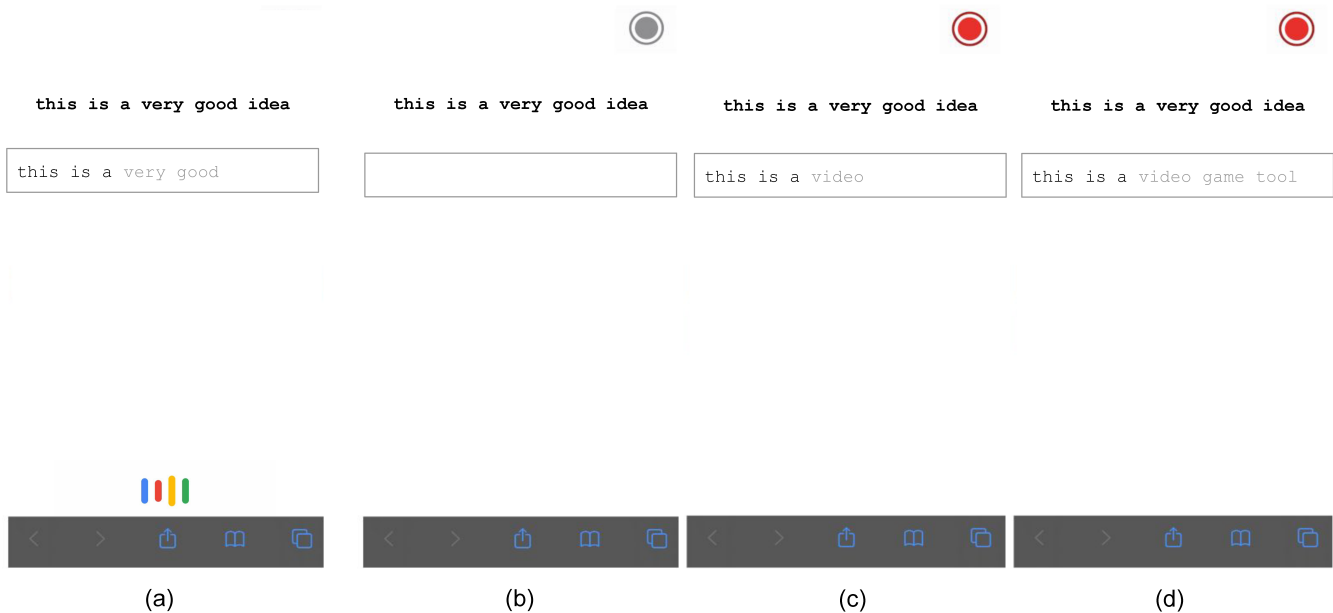 this is a very good idea
this is a very good
(a)
this is a very good idea
(b)
this is a very good idea
this is a video
(c)
this is a very good idea
this is a video game tool
(d)